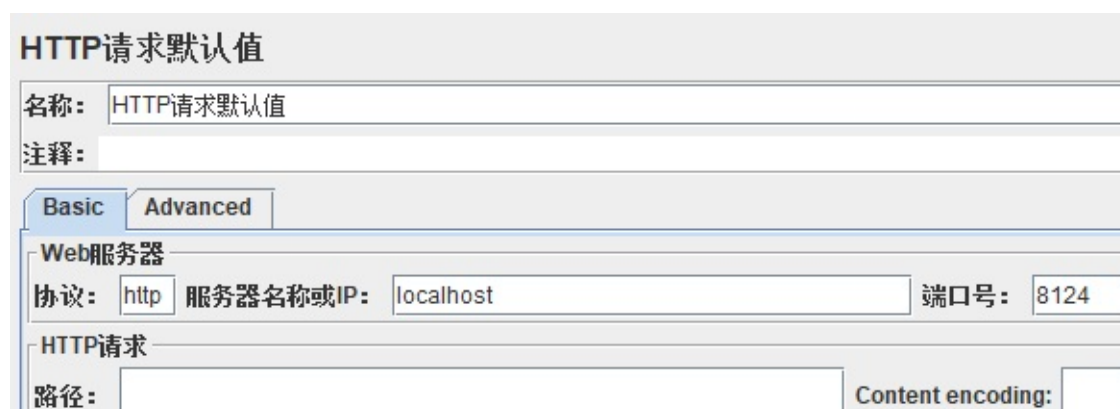 HTTP请求默认值
名称： HTTP请求默认值
注释：
Basic Advanced
Web服务器
协议： http 服务器名称或IP： localhost 端口号： 8124
HTTP请求
路径： Content encoding: